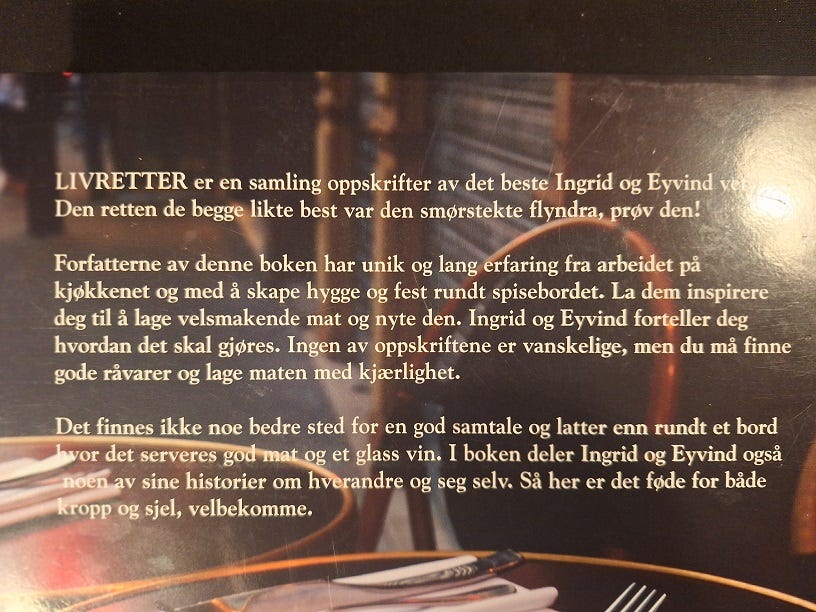 LIVRETTER er en samling oppskrifter av det beste Ingrid og Eyvind
Den retten de begge likte best var den smørstekte flyndra, prøv den!
Forfatterne av denne boken har unik og lang erfaring fra arbeidet på
kjøkkenet og med å skape hygge og fest rundt spisebordet. La dem inspirere
deg til å lage velsmakende mat og nyte den. Ingrid og Eyvind forteller deg
hvordan det skal gjøres. Ingen av oppskriftene er vanskelige, men du må finne
gode råvarer og lage maten med kjærlighet.
Det finnes ikke noe bedre sted for en god samtale og latter enn rundt et bord
hvor det serveres god mat og et glass vin. I boken deler Ingrid og Eyvind også
noen av sine historier om hverandre og seg selv. Så her er det føde for både
kropp og sjel, velbekomme.